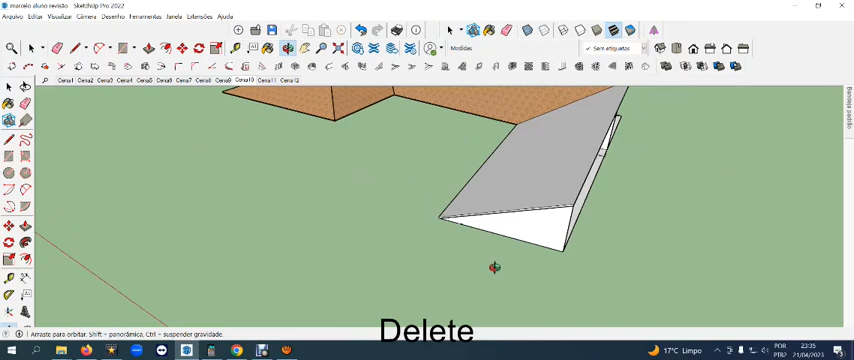 marcelo aluno revisão - SketchUp Pro 2022
Arquivo Editar Visualizar Câmera Desenho Ferramentas Janela Extensões Ajuda
Medidas
Sem etiquetas
Cena1 Cena2 Cena3 Cena4 Cena5 Cena6 Cena7 Cena8 Cena9 Cena10 Cena11 Cena12
Bandeja padrão
Arraste para orbitar. Shift = panorâmica, Ctrl = suspender gravidade.
Delete
17°C Limpo
POR
PTB2
23:35
21/04/2023